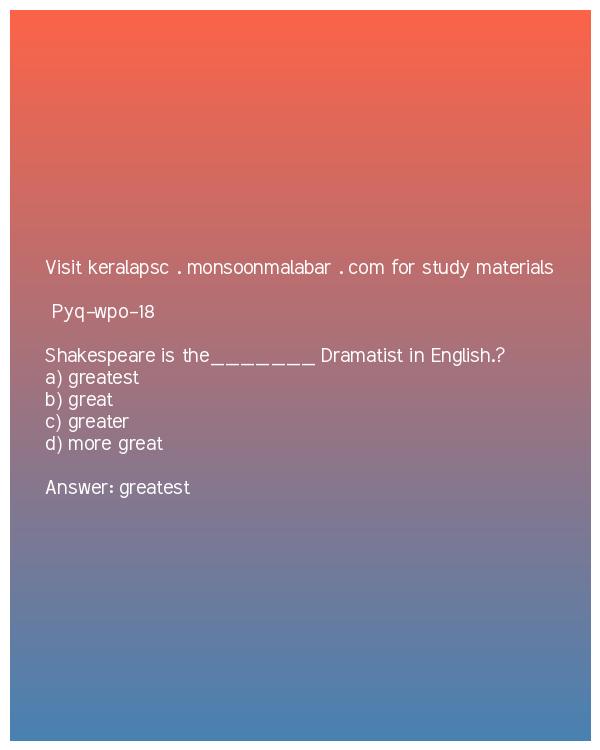 Visit keralapsc . monsoonmalabar . com for study materials
Pyq-wpo-18
Shakespeare is the_______ Dramatist in English.?
a) greatest
b) great
c) greater
d) more great
Answer: greatest